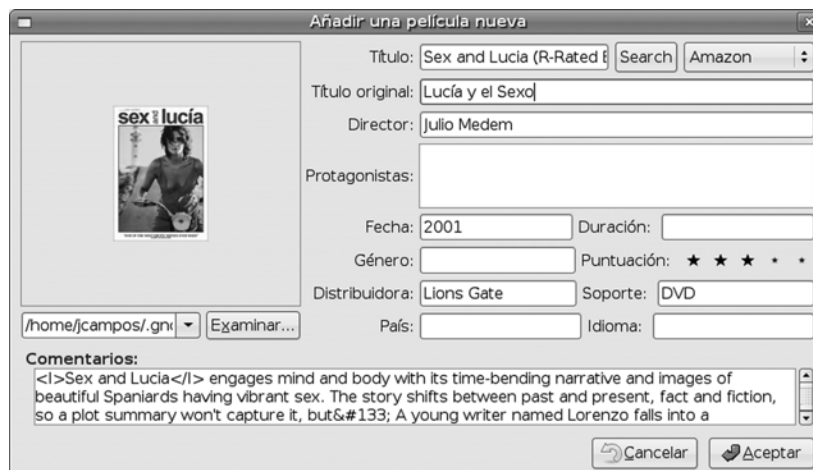 Añadir una película nueva
Título: Sex and Lucia (R-Rated E Search Amazon
Título original: Lucía y el Sexo
Director: Julio Medem
Protagonistas:
Fecha: 2001 Duración:
Género: Puntuación:
Distribuidora: Lions Gate Soporte: DVD
País: Idioma:
sex lucía
/home/jcampos/.gno Examinar...
Comentarios:
<I>Sex and Lucia</I> engages mind and body with its time-bending narrative and images of
beautiful Spaniards having vibrant sex. The story shifts between past and present, fact and fiction,
so a plot summary won't capture it, but&#133; A young writer named Lorenzo falls into a
Cancelar Aceptar